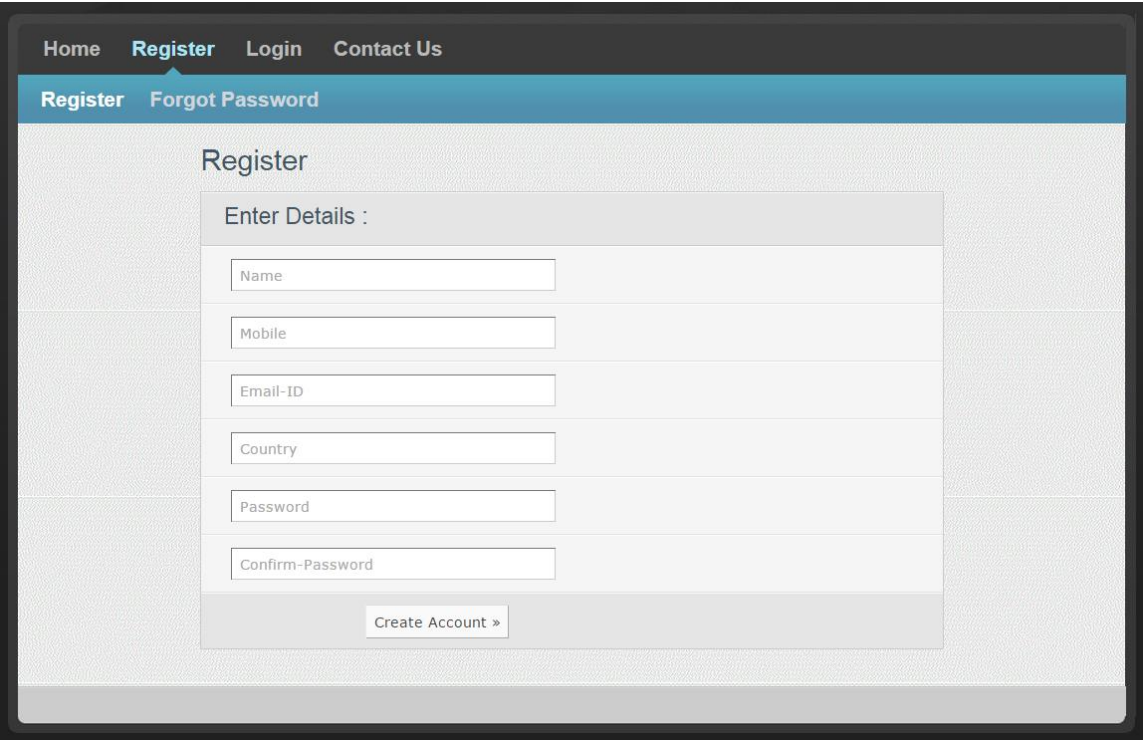 Home Register Login Contact Us
Register Forgot Password
Register
Enter Details :
Name
Mobile
Email-ID
Country
Password
Confirm-Password
Create Account »